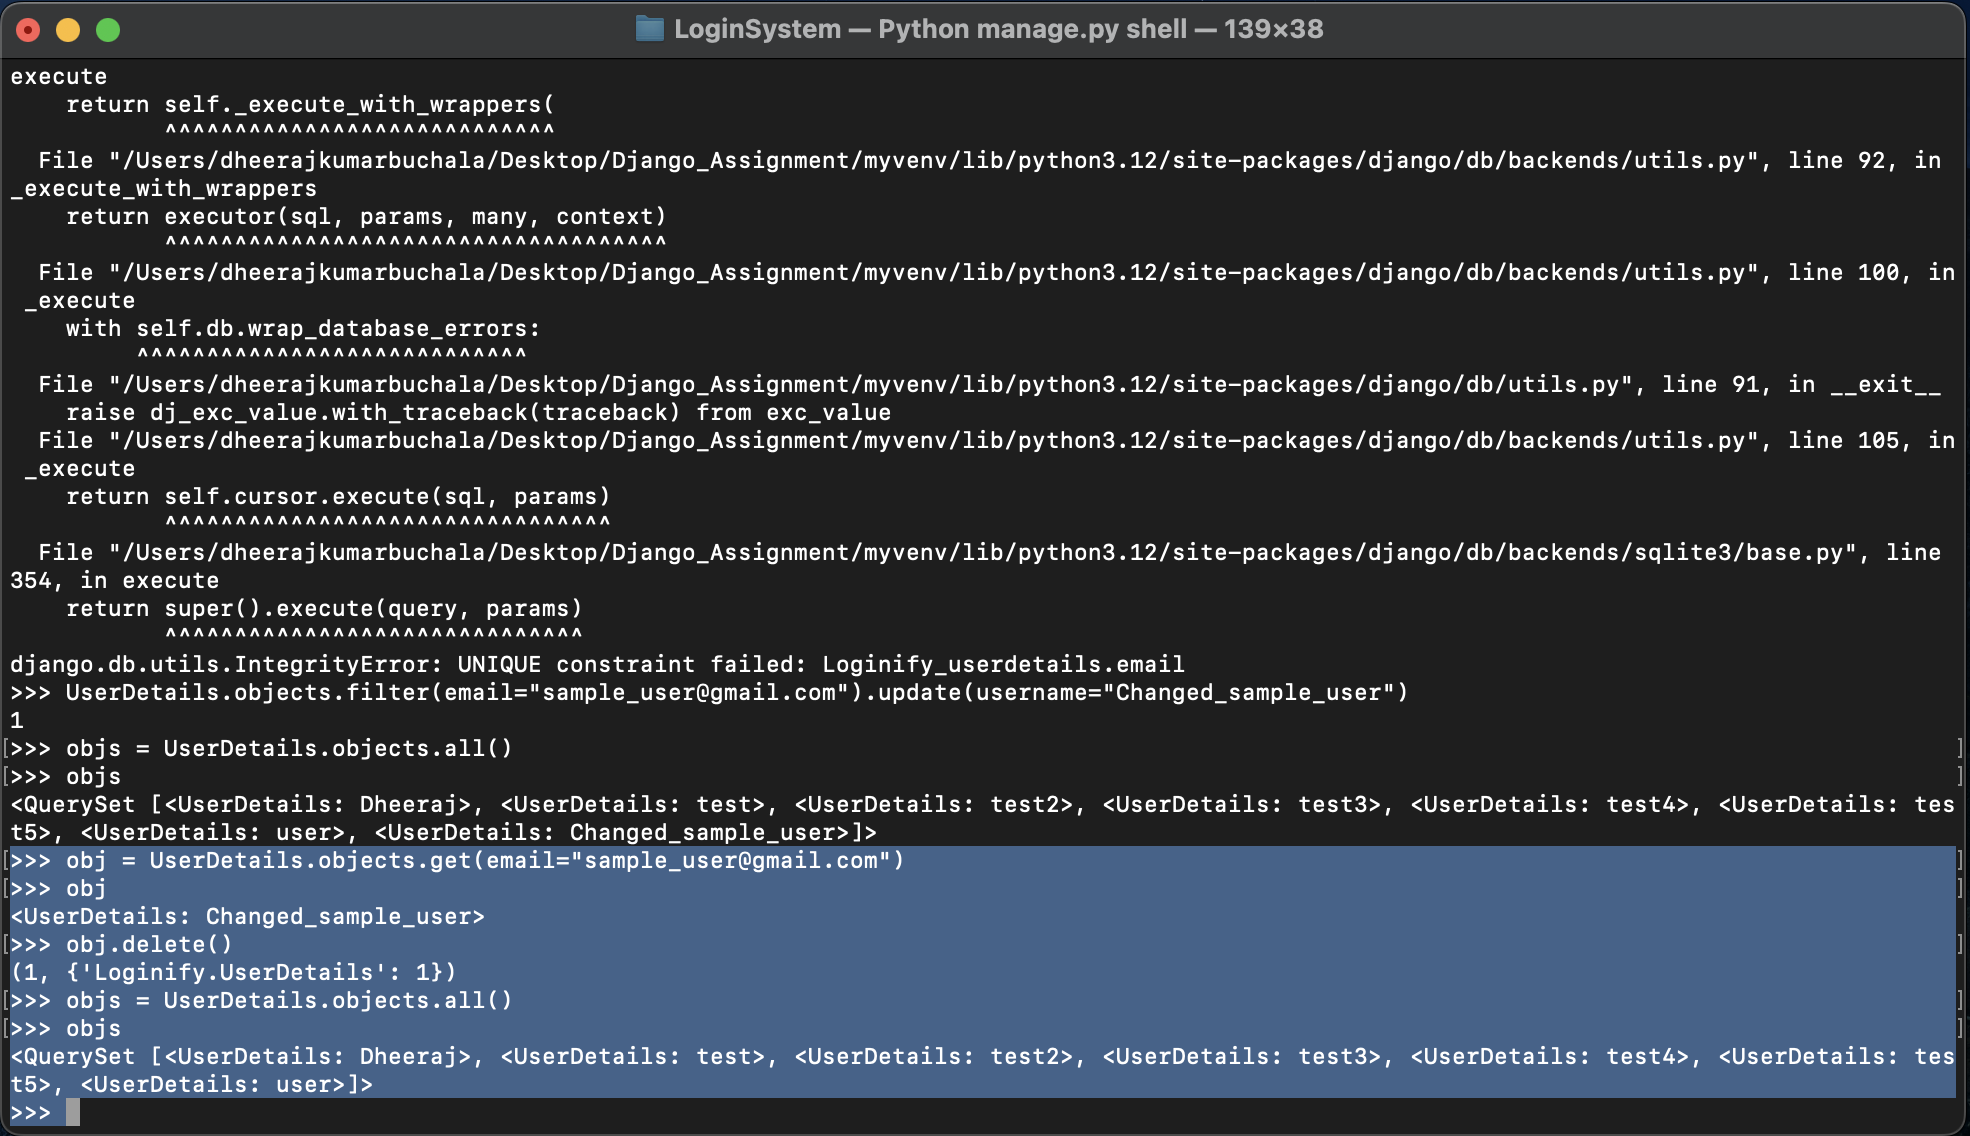 LoginSystem — Python manage.py shell — 139×38
execute
    return self._execute_with_wrappers(
           ^^^^^^^^^^^^^^^^^^^^^^^^^^^^
  File "/Users/dheerajkumarbuchala/Desktop/Django_Assignment/myvenv/lib/python3.12/site-packages/django/db/backends/utils.py", line 92, in
_execute_with_wrappers
    return executor(sql, params, many, context)
           ^^^^^^^^^^^^^^^^^^^^^^^^^^^^^^^^^^^^
  File "/Users/dheerajkumarbuchala/Desktop/Django_Assignment/myvenv/lib/python3.12/site-packages/django/db/backends/utils.py", line 100, in
 _execute
    with self.db.wrap_database_errors:
         ^^^^^^^^^^^^^^^^^^^^^^^^^^^^
  File "/Users/dheerajkumarbuchala/Desktop/Django_Assignment/myvenv/lib/python3.12/site-packages/django/db/utils.py", line 91, in __exit__
    raise dj_exc_value.with_traceback(traceback) from exc_value
  File "/Users/dheerajkumarbuchala/Desktop/Django_Assignment/myvenv/lib/python3.12/site-packages/django/db/backends/utils.py", line 105, in
 _execute
    return self.cursor.execute(sql, params)
           ^^^^^^^^^^^^^^^^^^^^^^^^^^^^^^^^
  File "/Users/dheerajkumarbuchala/Desktop/Django_Assignment/myvenv/lib/python3.12/site-packages/django/db/backends/sqlite3/base.py", line
354, in execute
    return super().execute(query, params)
           ^^^^^^^^^^^^^^^^^^^^^^^^^^^^^^
django.db.utils.IntegrityError: UNIQUE constraint failed: Loginify_userdetails.email
>>> UserDetails.objects.filter(email="sample_user@gmail.com").update(username="Changed_sample_user")
1
[>>> objs = UserDetails.objects.all() ]
[>>> objs ]
<QuerySet [<UserDetails: Dheeraj>, <UserDetails: test>, <UserDetails: test2>, <UserDetails: test3>, <UserDetails: test4>, <UserDetails: tes
t5>, <UserDetails: user>, <UserDetails: Changed_sample_user>]>
[>>> obj = UserDetails.objects.get(email="sample_user@gmail.com") ]
[>>> obj ]
<UserDetails: Changed_sample_user>
[>>> obj.delete() ]
(1, {'Loginify.UserDetails': 1})
[>>> objs = UserDetails.objects.all() ]
[>>> objs ]
<QuerySet [<UserDetails: Dheeraj>, <UserDetails: test>, <UserDetails: test2>, <UserDetails: test3>, <UserDetails: test4>, <UserDetails: tes
t5>, <UserDetails: user>]>
>>>